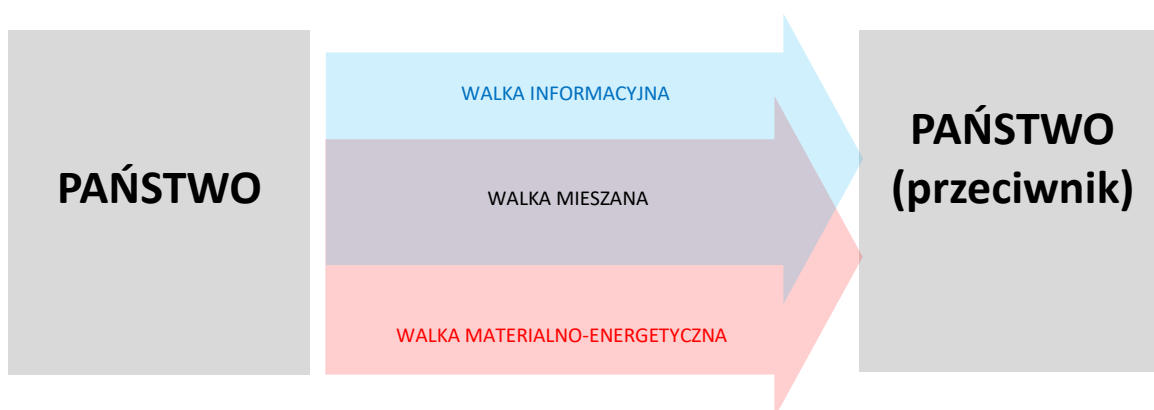 PAŃSTWO
WALKA INFORMACYJNA
WALKA MIESZANA
WALKA MATERIALNO-ENERGETYCZNA
PAŃSTWO
(przeciwnik)